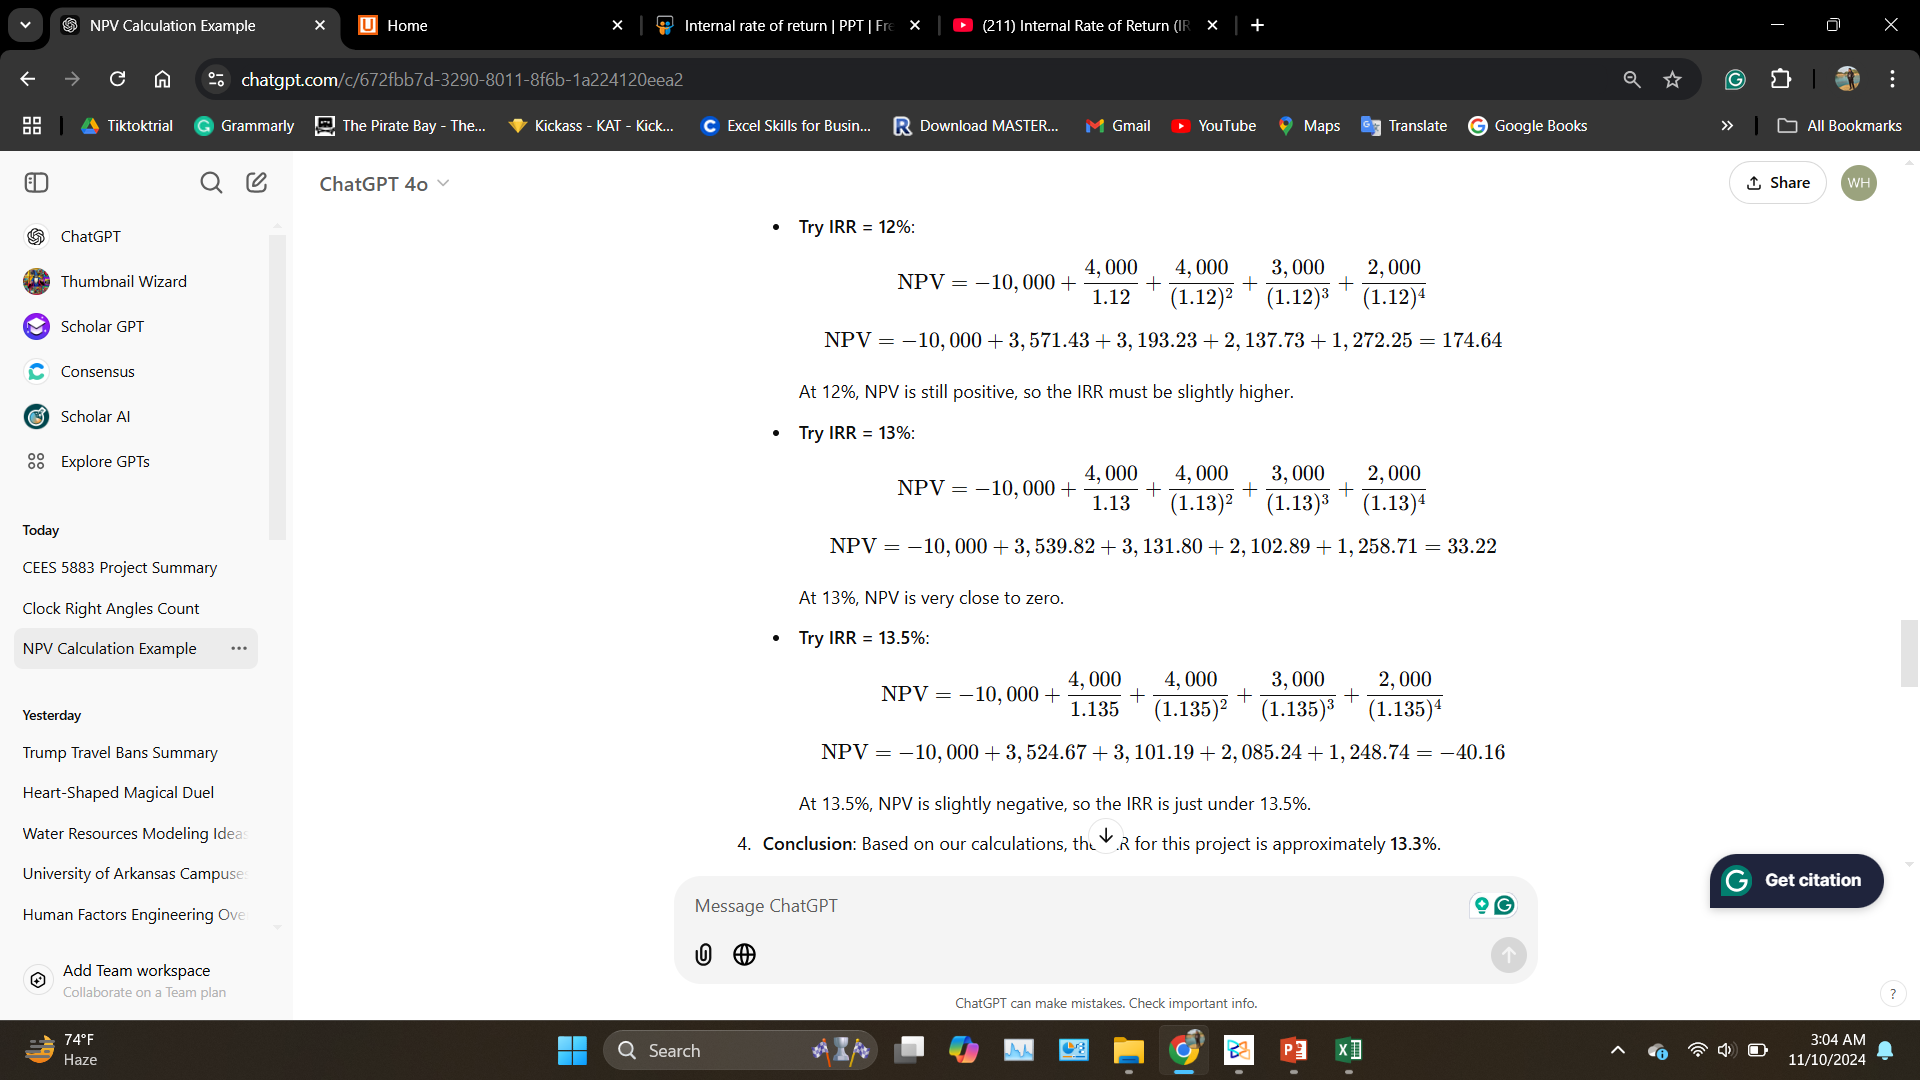 NPV Calculation Example
Home
Internal rate of return | PPT | Fre
(211) Internal Rate of Return (IR
chatgpt.com/c/672fbb7d-3290-8011-8f6b-1a224120eea2
Tiktoktrial
Grammarly
The Pirate Bay - The...
Kickass - KAT - Kick...
Excel Skills for Busin...
Download MASTER...
Gmail
YouTube
Maps
Translate
Google Books
All Bookmarks
ChatGPT 4o
Share
WH
ChatGPT
Thumbnail Wizard
Scholar GPT
Consensus
Scholar AI
Explore GPTs
Today
CEES 5883 Project Summary
Clock Right Angles Count
NPV Calculation Example
Yesterday
Trump Travel Bans Summary
Heart-Shaped Magical Duel
Water Resources Modeling Ideas
University of Arkansas Campuses
Human Factors Engineering Ove
Add Team workspace
Collaborate on a Team plan
• Try IRR = 12%:
NPV = −10,000 + 4,000/1.12 + 4,000/(1.12)² + 3,000/(1.12)³ + 2,000/(1.12)⁴
NPV = −10,000 + 3,571.43 + 3,193.23 + 2,137.73 + 1,272.25 = 174.64
At 12%, NPV is still positive, so the IRR must be slightly higher.
• Try IRR = 13%:
NPV = −10,000 + 4,000/1.13 + 4,000/(1.13)² + 3,000/(1.13)³ + 2,000/(1.13)⁴
NPV = −10,000 + 3,539.82 + 3,131.80 + 2,102.89 + 1,258.71 = 33.22
At 13%, NPV is very close to zero.
• Try IRR = 13.5%:
NPV = −10,000 + 4,000/1.135 + 4,000/(1.135)² + 3,000/(1.135)³ + 2,000/(1.135)⁴
NPV = −10,000 + 3,524.67 + 3,101.19 + 2,085.24 + 1,248.74 = −40.16
At 13.5%, NPV is slightly negative, so the IRR is just under 13.5%.
4. Conclusion: Based on our calculations, the IRR for this project is approximately 13.3%.
Get citation
Message ChatGPT
ChatGPT can make mistakes. Check important info.
?
74°F
Haze
Search
3:04 AM
11/10/2024